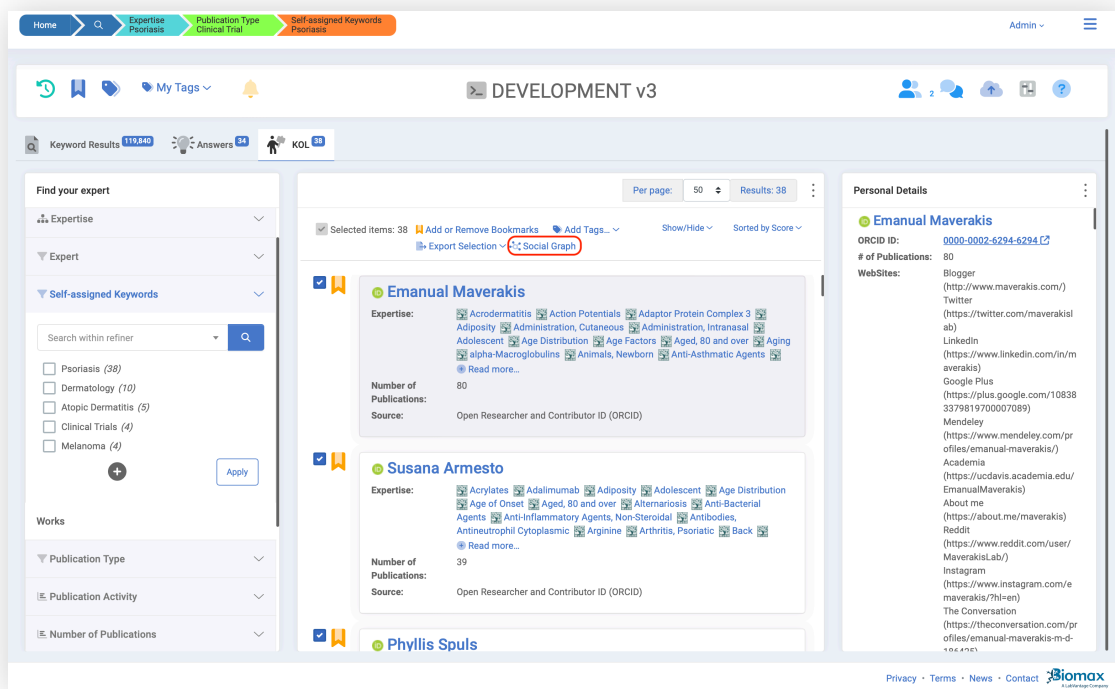 Home
Expertise
Psoriasis
Publication Type
Clinical Trial
Self-assigned Keywords
Psoriasis
Admin
My Tags
DEVELOPMENT v3
2
?
Keyword Results 119,840
Answers 34
KOL 38
Find your expert
Expertise
Expert
Self-assigned Keywords
Search within refiner
Psoriasis (38)
Dermatology (10)
Atopic Dermatitis (5)
Clinical Trials (4)
Melanoma (4)
Apply
Works
Publication Type
Publication Activity
Number of Publications
Per page: 50 Results: 38
Selected items: 38 Add or Remove Bookmarks Add Tags... Show/Hide Sorted by Score
Export Selection Social Graph
Emanual Maverakis
Expertise: Acrodermatitis Action Potentials Adaptor Protein Complex 3
Adiposity Administration, Cutaneous Administration, Intranasal
Adolescent Age Distribution Age Factors Aged, 80 and over Aging
alpha-Macroglobulins Animals, Newborn Anti-Asthmatic Agents
Read more...
Number of 80
Publications:
Source: Open Researcher and Contributor ID (ORCID)
Susana Armesto
Expertise: Acrylates Adalimumab Adiposity Adolescent Age Distribution
Age of Onset Aged, 80 and over Alternariosis Anti-Bacterial
Agents Anti-Inflammatory Agents, Non-Steroidal Antibodies,
Antineutrophil Cytoplasmic Arginine Arthritis, Psoriatic Back
Read more...
Number of 39
Publications:
Source: Open Researcher and Contributor ID (ORCID)
Phyllis Spuls
Personal Details
Emanual Maverakis
ORCID ID: 0000-0002-6294-6294
# of Publications: 80
WebSites: Blogger
(http://www.maverakis.com/)
Twitter
(https://twitter.com/maverakisl
ab)
LinkedIn
(https://www.linkedin.com/in/m
averakis)
Google Plus
(https://plus.google.com/10838
3379819700007089)
Mendeley
(https://www.mendeley.com/pr
ofiles/emanual-maverakis/)
Academia
(https://ucdavis.academia.edu/
EmanualMaverakis)
About me
(https://about.me/maverakis)
Reddit
(https://www.reddit.com/user/
MaverakisLab/)
Instagram
(https://www.instagram.com/e
maverakis/?hl=en)
The Conversation
(https://theconversation.com/pr
ofiles/emanual-maverakis-m-d-
186425)
Privacy · Terms · News · Contact
Biomax
A LabVantage Company